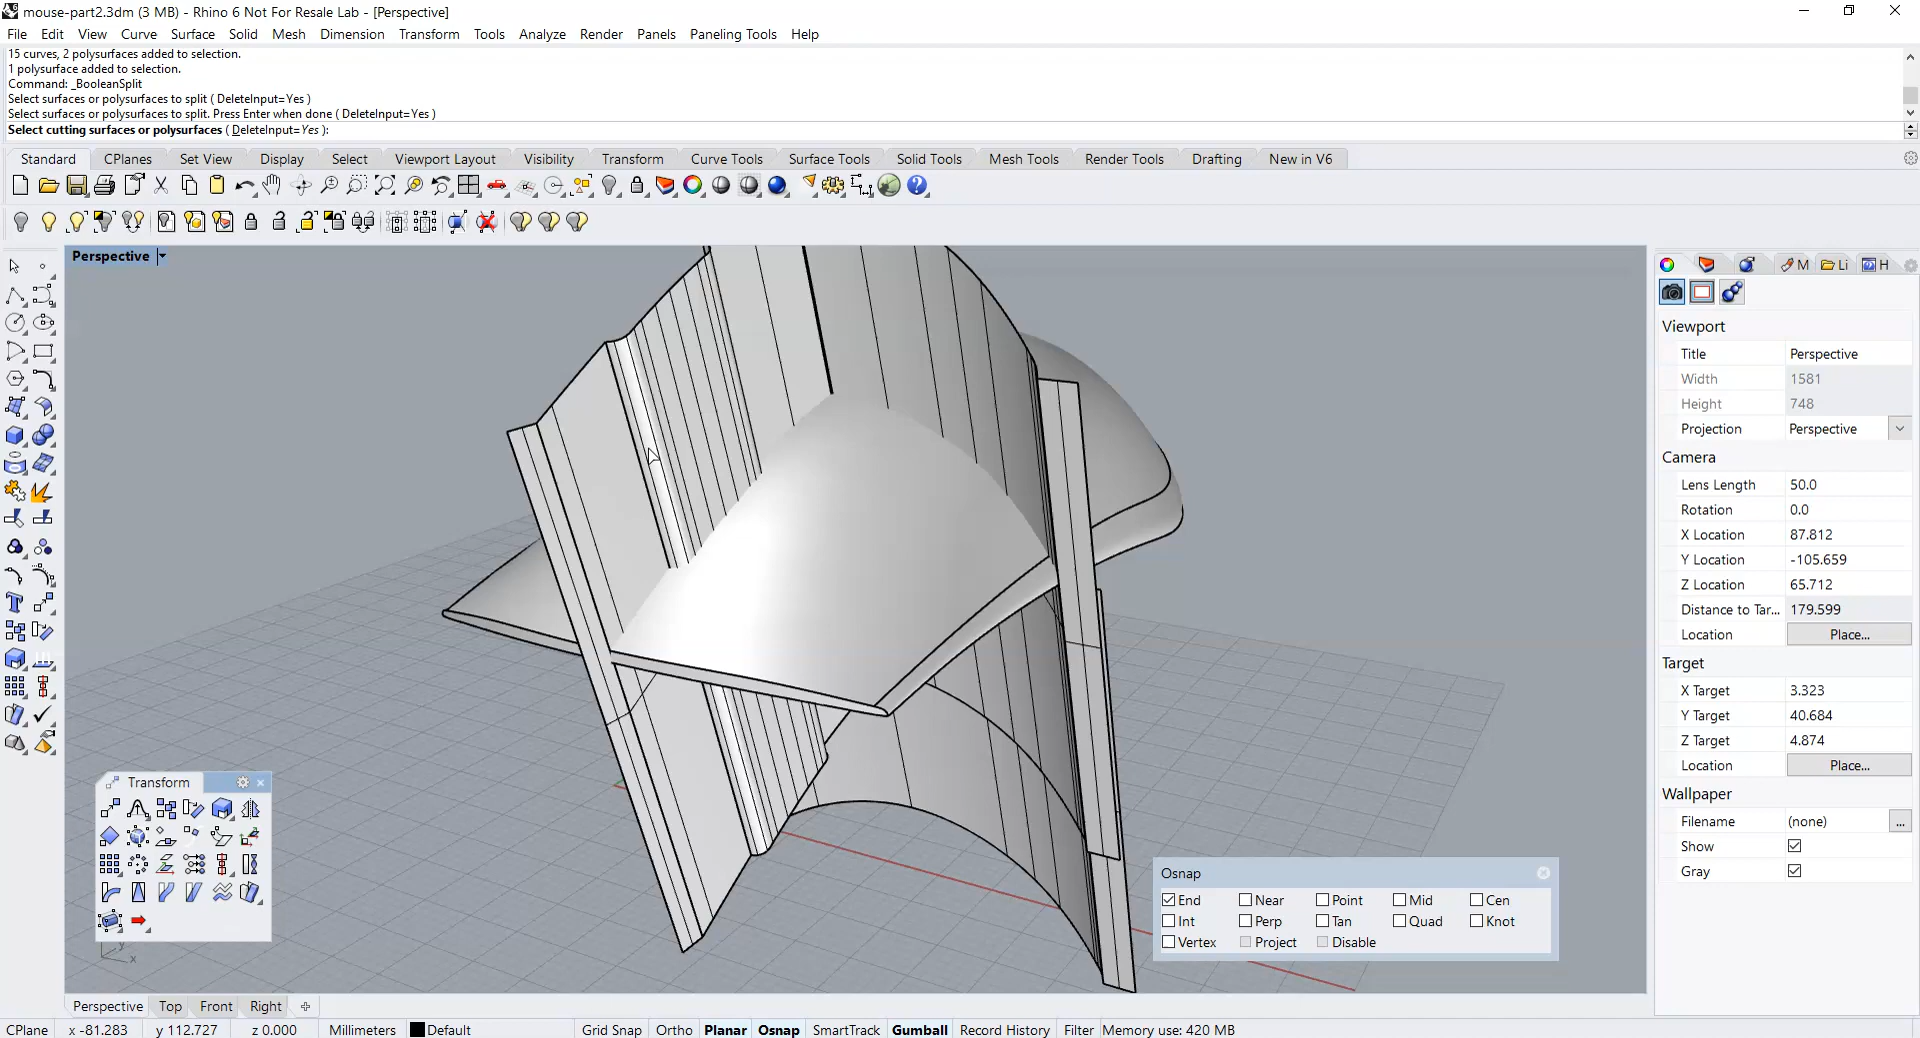 mouse-part2.3dm (3 MB) - Rhino 6 Not For Resale Lab - [Perspective]
File Edit View Curve Surface Solid Mesh Dimension Transform Tools Analyze Render Panels Paneling Tools Help
15 curves, 2 polysurfaces added to selection.
1 polysurface added to selection.
Command: _BooleanSplit
Select surfaces or polysurfaces to split ( DeleteInput=Yes )
Select surfaces or polysurfaces to split. Press Enter when done ( DeleteInput=Yes )
Select cutting surfaces or polysurfaces ( DeleteInput=Yes ):
Standard CPlanes Set View Display Select Viewport Layout Visibility Transform Curve Tools Surface Tools Solid Tools Mesh Tools Render Tools Drafting New in V6
Perspective
M Li H
Viewport
Title Perspective
Width 1581
Height 748
Projection Perspective
Camera
Lens Length 50.0
Rotation 0.0
X Location 87.812
Y Location -105.659
Z Location 65.712
Distance to Tar... 179.599
Location Place...
Target
X Target 3.323
Y Target 40.684
Z Target 4.874
Location Place...
Wallpaper
Filename (none) ...
Show
Gray
Transform
Osnap
End Near Point Mid Cen
Int Perp Tan Quad Knot
Vertex Project Disable
y
x
Perspective Top Front Right
CPlane x -81.283 y 112.727 z 0.000 Millimeters Default Grid Snap Ortho Planar Osnap SmartTrack Gumball Record History Filter Memory use: 420 MB